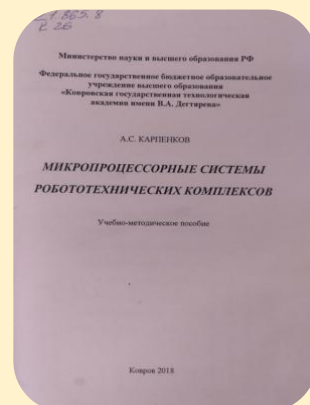 Министерство науки и высшего образования РФ
Федеральное государственное бюджетное образовательное
учреждение высшего образования
«Ковровская государственная технологическая
академия имени В.А. Дегтярева»
А.С. КАРПЕНКОВ
МИКРОПРОЦЕССОРНЫЕ СИСТЕМЫ
РОБОТОТЕХНИЧЕСКИХ КОМПЛЕКСОВ
Учебно-методическое пособие
Ковров 2018